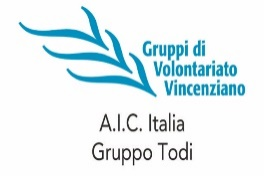 Gruppi di
Volontariato
Vincenziano
A.I.C. Italia
Gruppo Todi